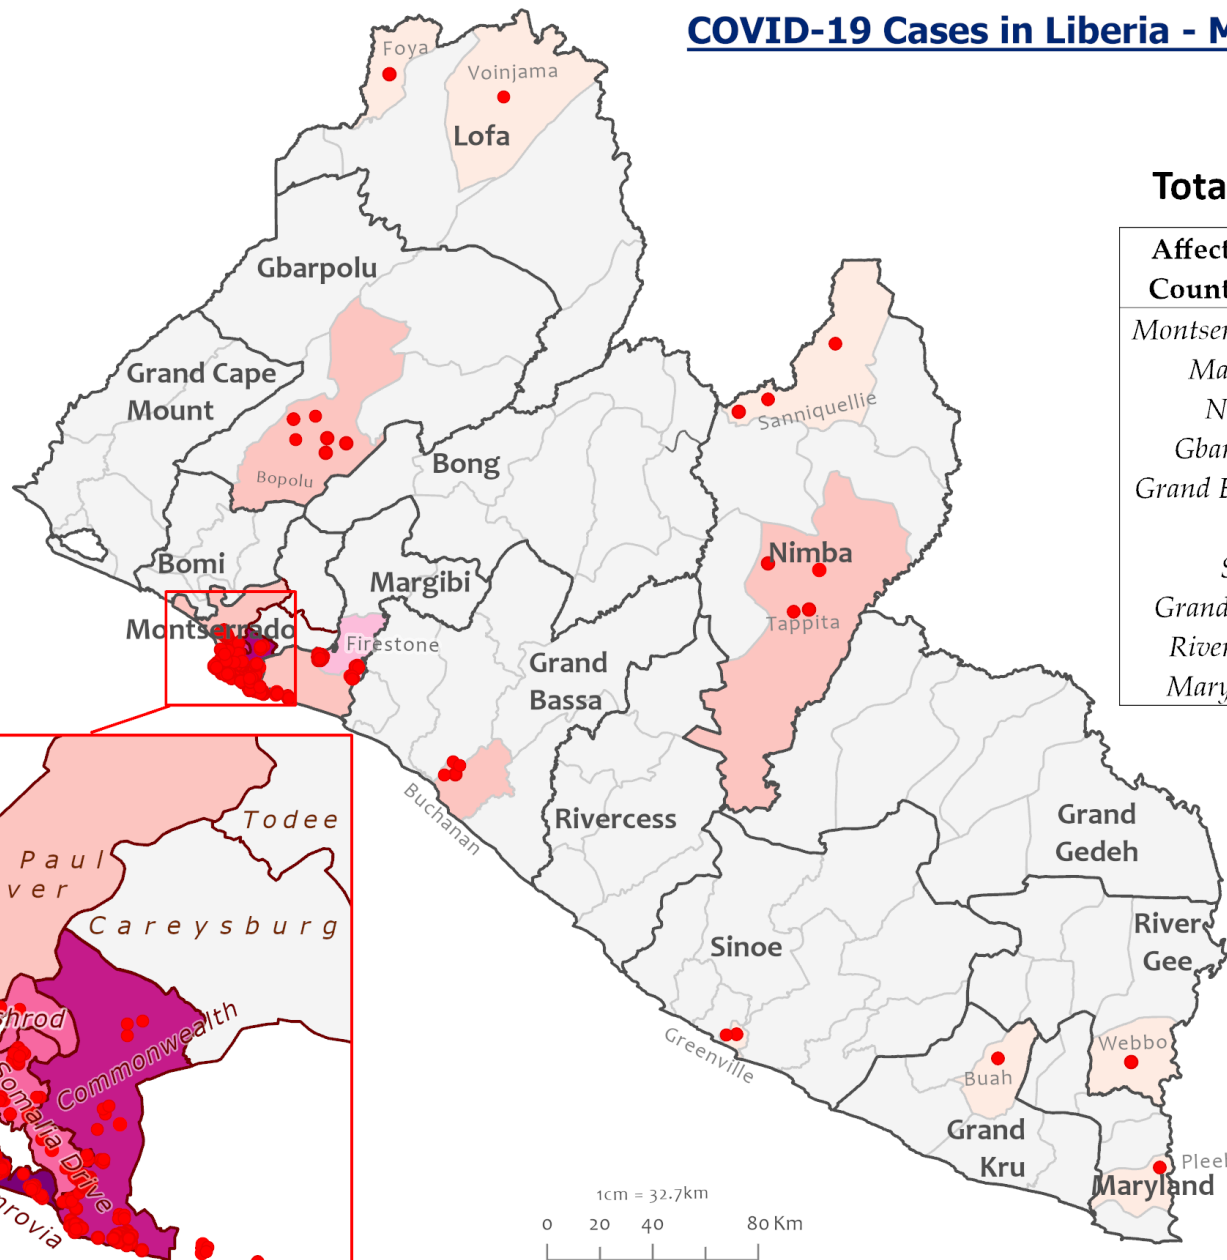 COVID-19 Cases in Liberia - M
Foya
Voinjama
Lofa
Tota
Affect
Count
Montser
Ma
N
Gbar
Grand B
S
Grand
River
Mary
Gbarpolu
Grand Cape
Mount
Sanniquellie
Bopolu
Bong
Nimba
Bomi
Margibi
Tappita
Montserrado
Firestone
Grand
Bassa
Buchanan
Rivercess
Grand
Gedeh
Todee
Paul
ver
Careysburg
Sinoe
River
Gee
shrod
Commonwealth
Somalia Drive
nrovia
Greenville
Webbo
Buah
Grand
Kru
Pleeb
Maryland
1cm = 32.7km
0 20 40 80 Km